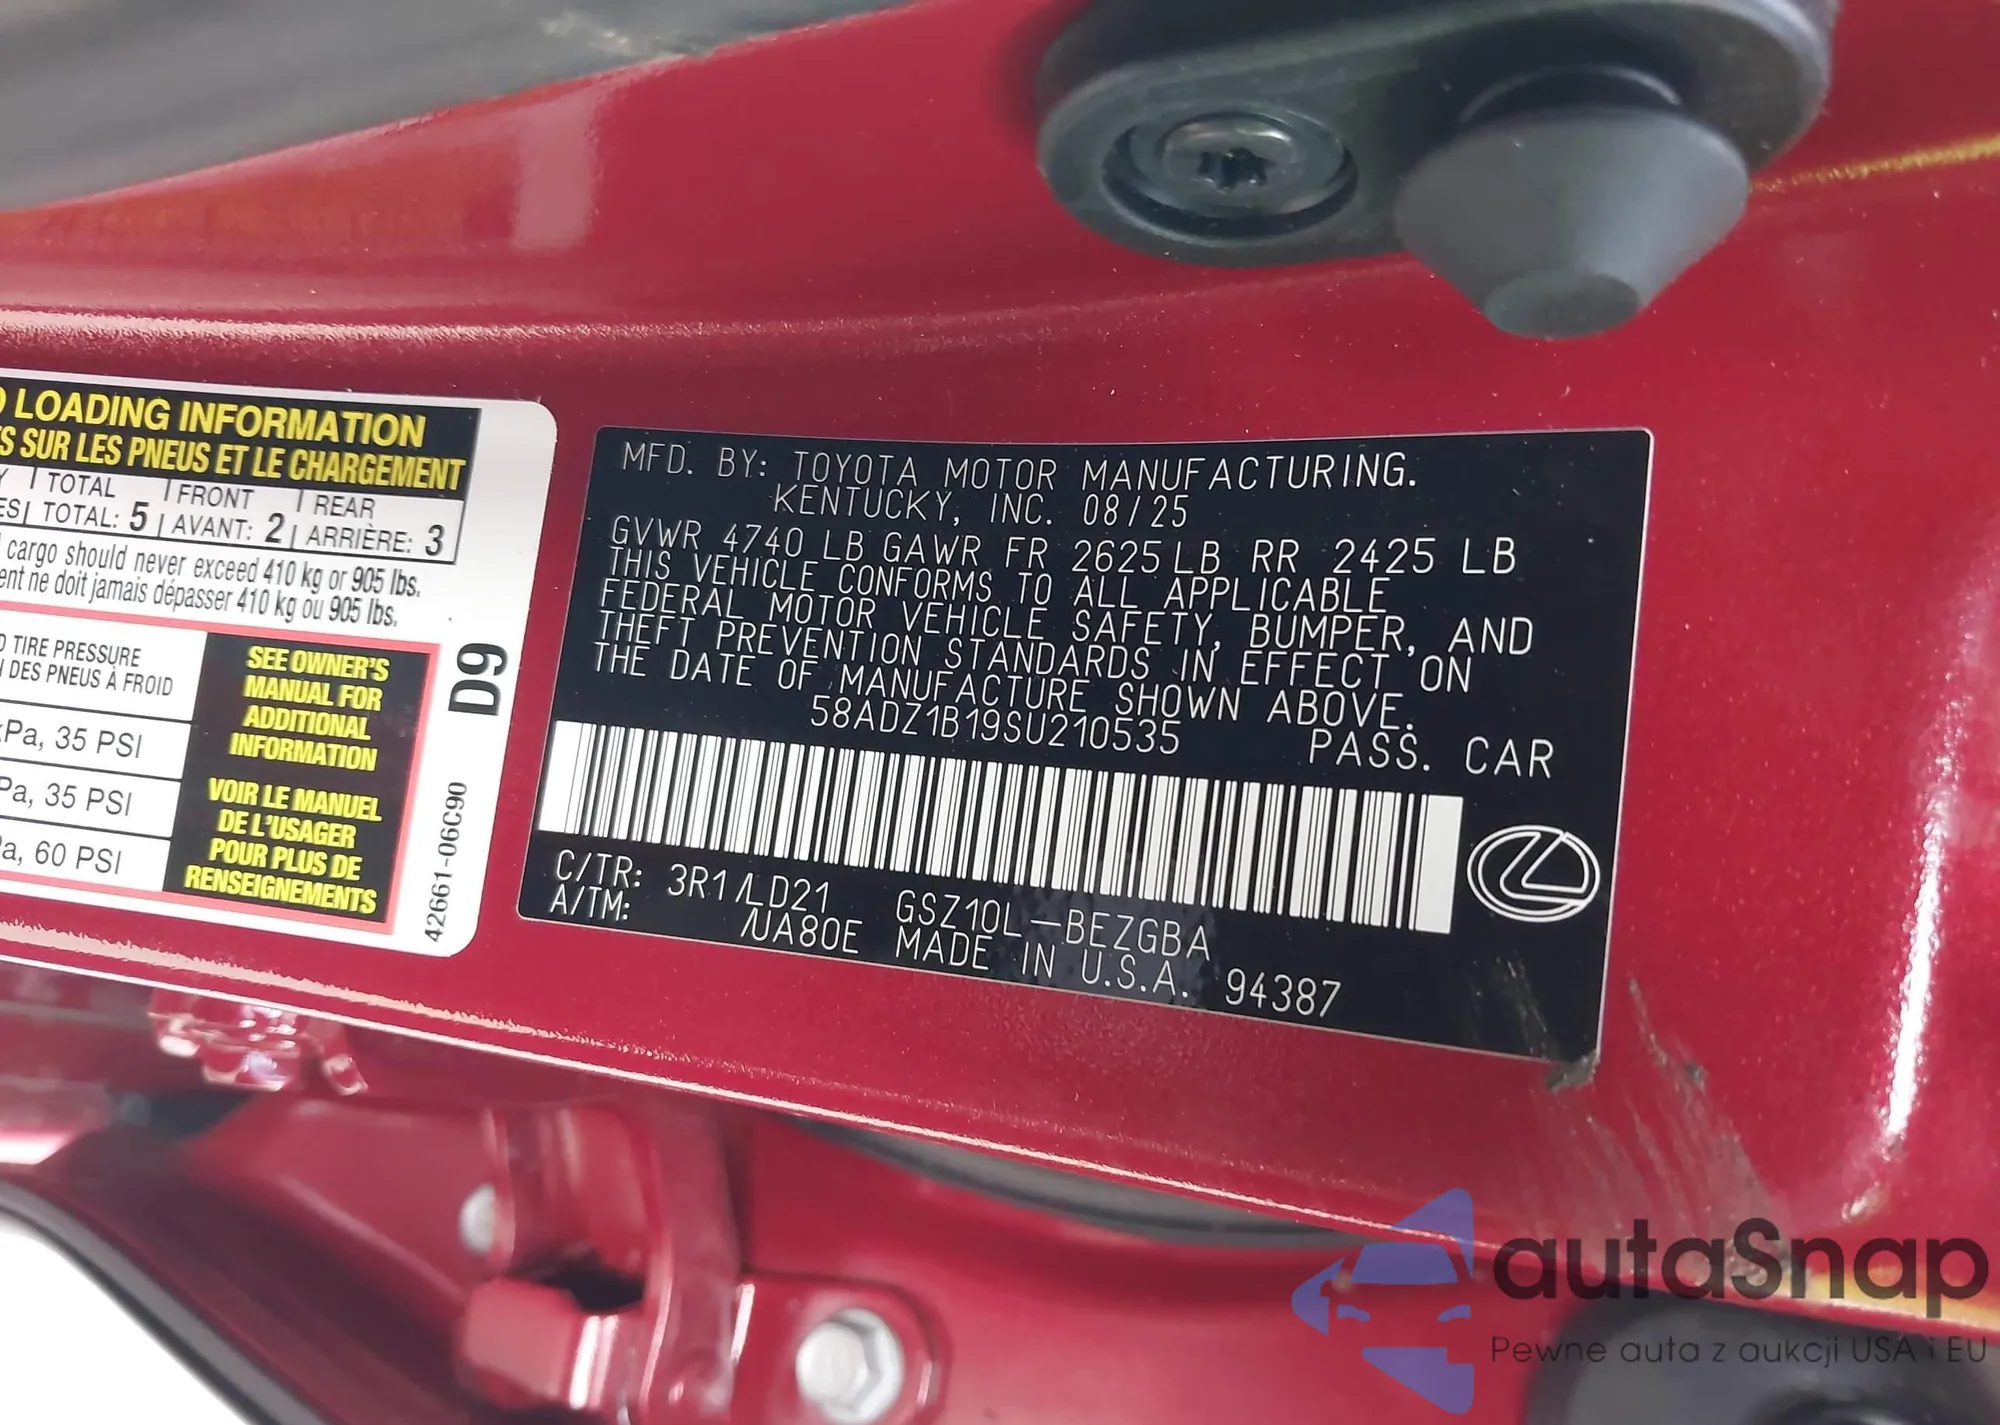 LOADING INFORMATION
SUR LES PNEUS ET LE CHARGEMENT
TOTAL FRONT REAR
TOTAL: 5 AVANT: 2 ARRIÈRE: 3
cargo should never exceed 410 kg or 905 lbs.
ne doit jamais dépasser 410 kg ou 905 lbs.
TIRE PRESSURE
DES PNEUS À FROID
kPa, 35 PSI
Pa, 35 PSI
60 PSI
SEE OWNER'S
MANUAL FOR
ADDITIONAL
INFORMATION
VOIR LE MANUEL
DE L'USAGER
POUR PLUS DE
RENSEIGNEMENTS
D9
42661-06C90
MFD. BY: TOYOTA MOTOR MANUFACTURING.
KENTUCKY, INC. 08/25
GVWR 4740 LB GAWR FR 2625 LB RR 2425 LB
THIS VEHICLE CONFORMS TO ALL APPLICABLE
FEDERAL MOTOR VEHICLE SAFETY, BUMPER, AND
THEFT PREVENTION STANDARDS IN EFFECT ON
THE DATE OF MANUFACTURE SHOWN ABOVE.
58ADZ1B19SU210535 PASS. CAR
C/TR: 3R1/LD21 GSZ10L-BEZGBA
A/TM: /UA80E MADE IN U.S.A. 94387
autaSnap
Pewne auta z aukcji USA i EU